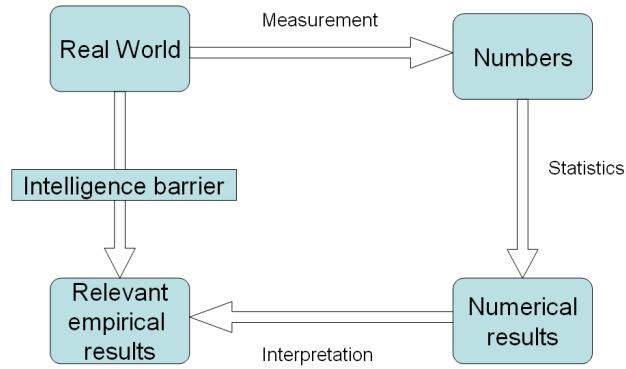 Measurement
Real World
Numbers
Statistics
Intelligence barrier
Relevant
empirical
results
Numerical
results
Interpretation